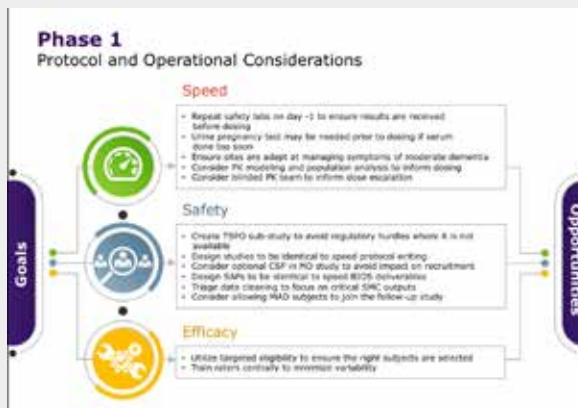 Phase 1
Protocol and Operational Considerations
Speed
• Repeat safety labs on day -1 to ensure results are received
before dosing
• Urine pregnancy test may be needed prior to dosing if serum
done too soon
• Ensure sites are adept at managing symptoms of moderate dementia
• Consider PK modeling and population analysis to inform dosing
• Consider blinded PK team to inform dose escalation
Goals
Safety
• Create TSPO sub-study to avoid regulatory hurdles where it is not
available
• Design studies to be identical to speed protocol writing
• Consider optional CSF in MD study to avoid impact on recruitment
• Design SAPs to be identical to speed BIOS deliverables
• Triage data cleaning to focus on critical SMC outputs
• Consider allowing MAD subjects to join the follow-up study
Opportunities
Efficacy
• Utilize targeted eligibility to ensure the right subjects are selected
• Train raters centrally to minimize variability